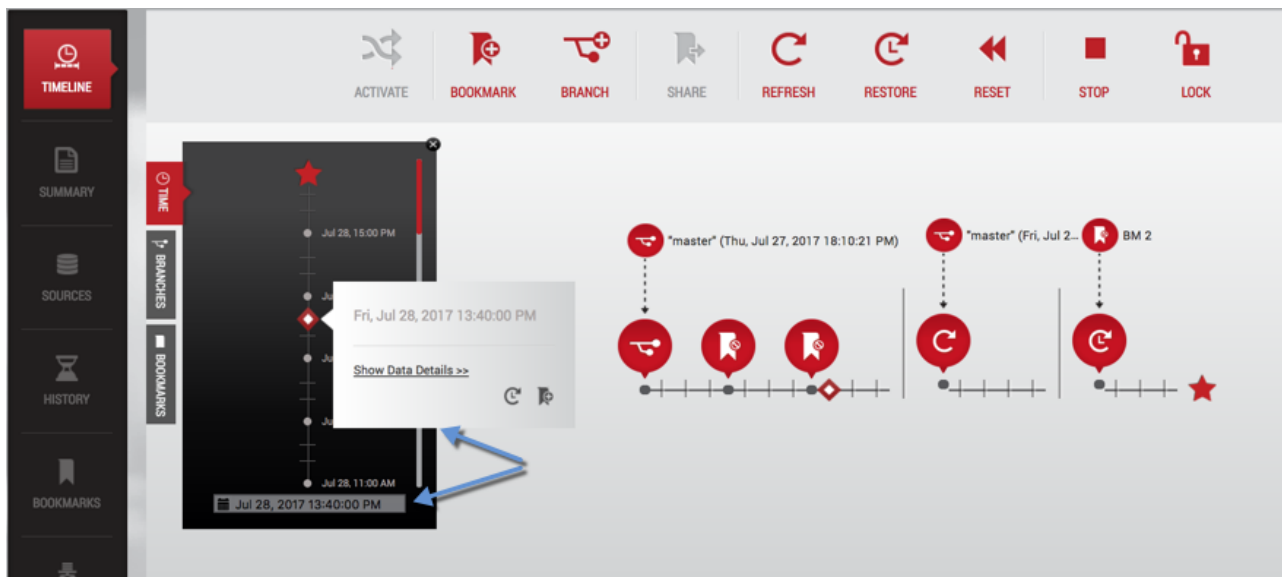 TIMELINE
SUMMARY
SOURCES
HISTORY
BOOKMARKS
ACTIVATE
BOOKMARK
BRANCH
SHARE
REFRESH
RESTORE
RESET
STOP
LOCK
TIME
BRANCHES
BOOKMARKS
Jul 28, 15:00 PM
Fri, Jul 28, 2017 13:40:00 PM
Show Data Details >>
Jul 28, 11:00 AM
Jul 28, 2017 13:40:00 PM
"master" (Thu, Jul 27, 2017 18:10:21 PM)
"master" (Fri, Jul 2...
BM 2